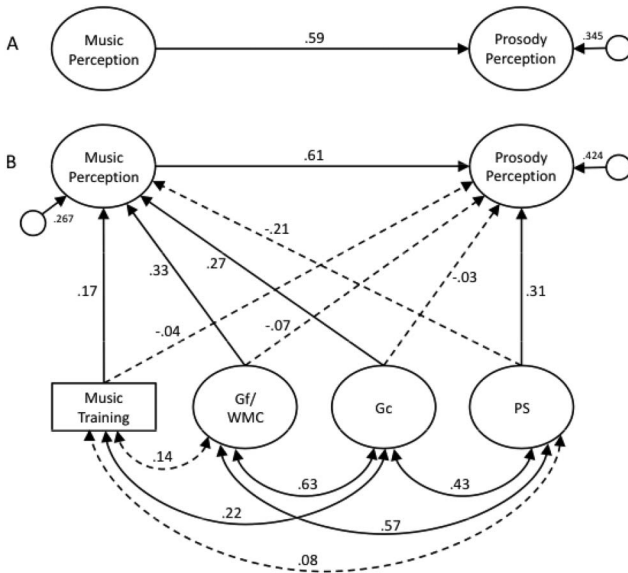 A
Music
Perception
.59
Prosody
Perception
.345
B
Music
Perception
.61
Prosody
Perception
.424
.267
-.21
.33
.27
.17
-.03
.31
-.04
-.07
Music
Training
Gf/
WMC
Gc
PS
.14
.63
.43
.22
.57
.08